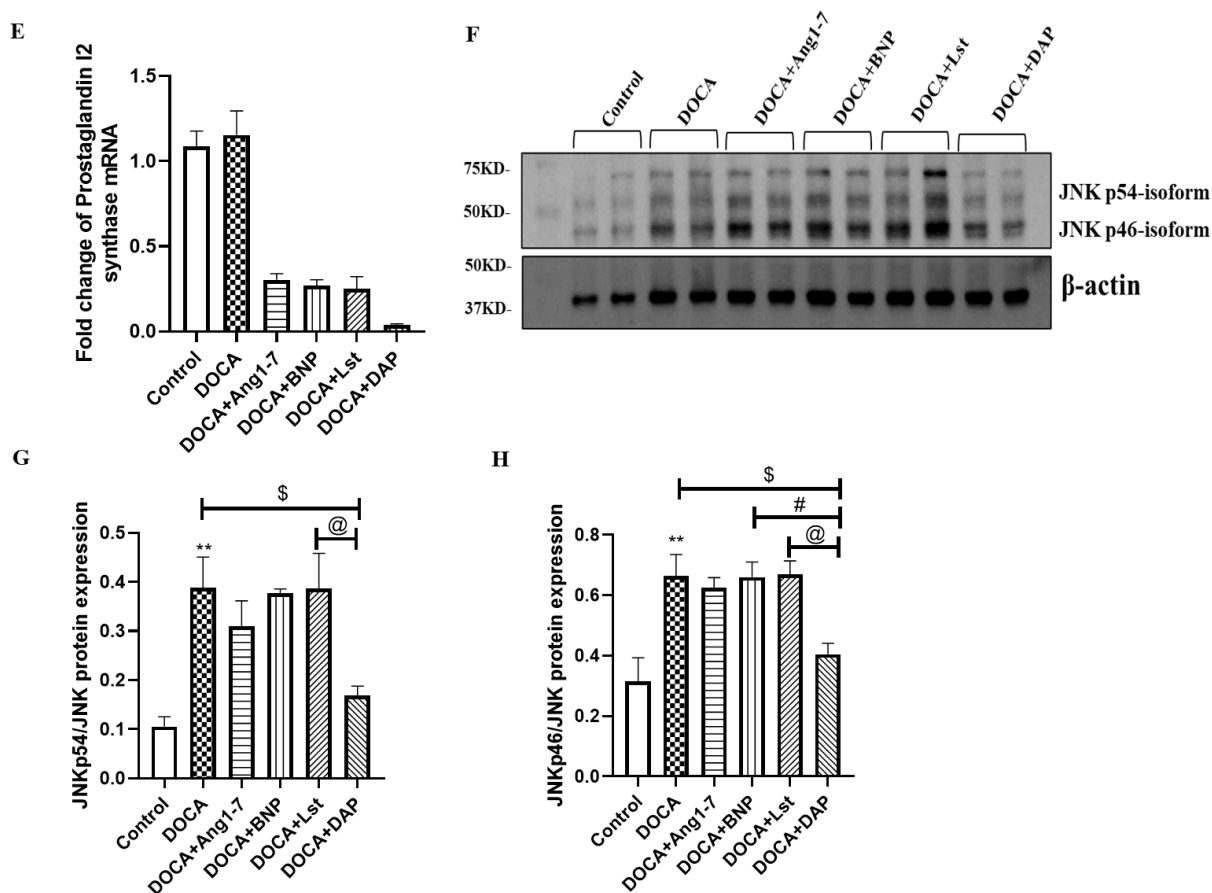 E
Fold change of Prostaglandin I2
synthase mRNA
1.5
1.0
0.5
0.0
Control
DOCA
DOCA+Ang1-7
DOCA+BNP
DOCA+Lst
DOCA+DAP
F
Control
DOCA
DOCA+Ang1-7
DOCA+BNP
DOCA+Lst
DOCA+DAP
75KD-
50KD-
JNK p54-isoform
JNK p46-isoform
50KD-
37KD-
β-actin
G
JNKp54/JNK protein expression
0.5
0.4
0.3
0.2
0.1
0.0
$
@
**
Control
DOCA
DOCA+Ang1-7
DOCA+BNP
DOCA+Lst
DOCA+DAP
H
JNKp46/JNK protein expression
0.8
0.6
0.4
0.2
0.0
$
#
@
**
Control
DOCA
DOCA+Ang1-7
DOCA+BNP
DOCA+Lst
DOCA+DAP